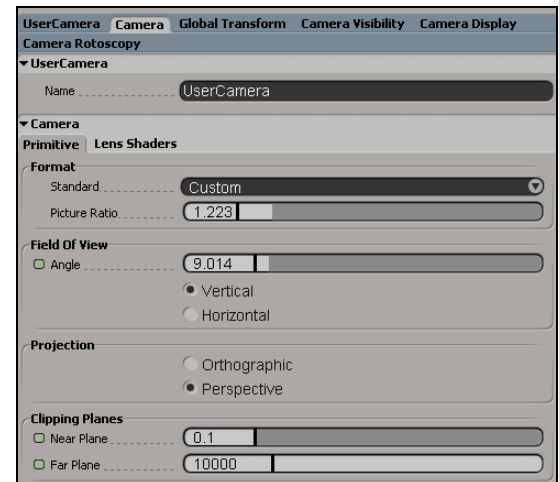 UserCamera Camera Global Transform Camera Visibility Camera Display
Camera Rotoscopy
UserCamera
Name UserCamera
Camera
Primitive Lens Shaders
Format
Standard Custom
Picture Ratio 1.223
Field Of View
Angle 9.014
Vertical
Horizontal
Projection
Orthographic
Perspective
Clipping Planes
Near Plane 0.1
Far Plane 10000